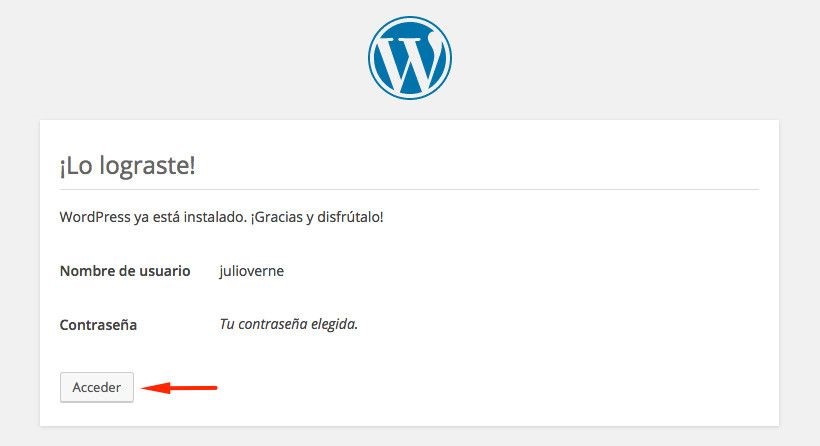 ¡Lo lograste!
WordPress ya está instalado. ¡Gracias y disfrútalo!
Nombre de usuario julioverne
Contraseña Tu contraseña elegida.
Acceder